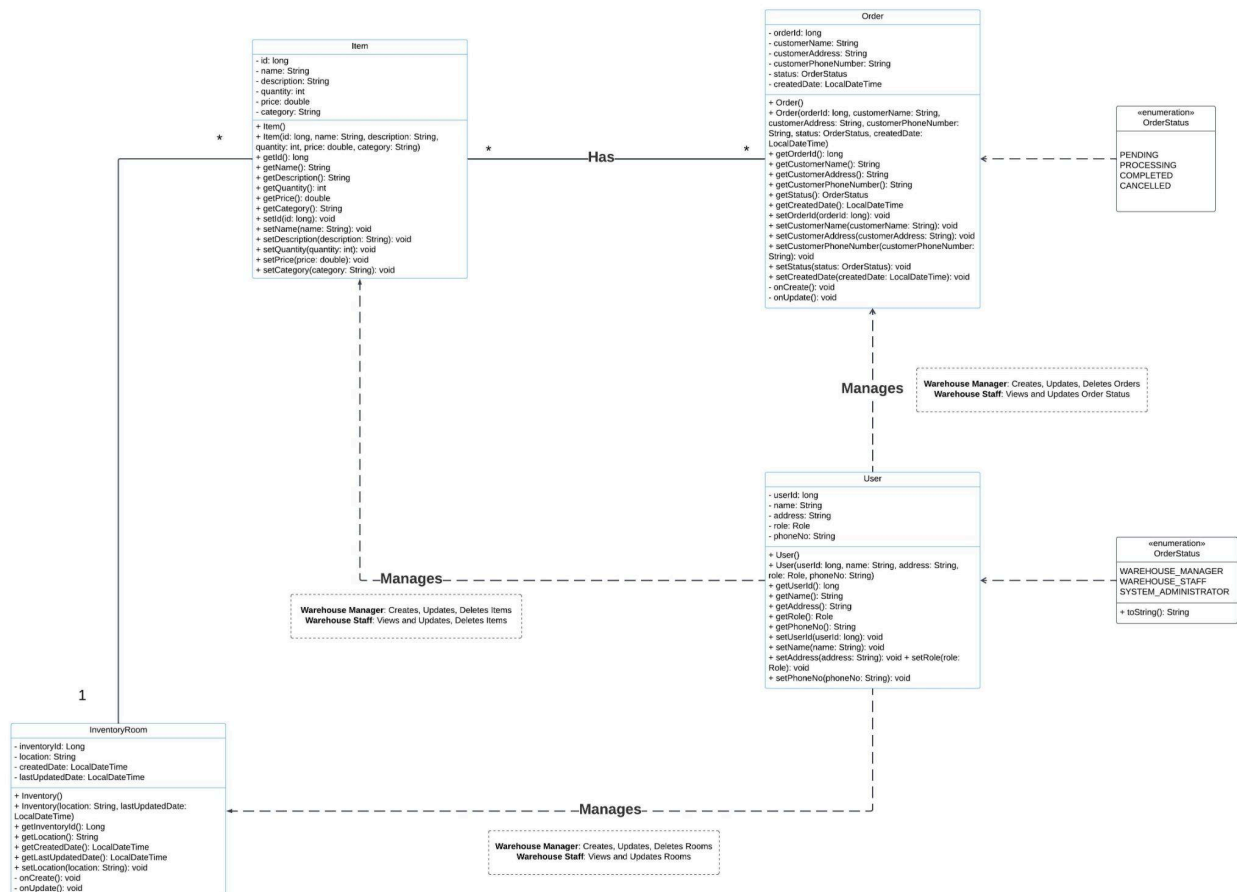 Item
- id: long
- name: String
- description: String
- quantity: int
- price: double
- category: String
+ Item()
+ Item(id: long, name: String, description: String,
quantity: int, price: double, category: String)
+ getId(): long
+ getName(): String
+ getDescription(): String
+ getQuantity(): int
+ getPrice(): double
+ getCategory(): String
+ setId(id: long): void
+ setName(name: String): void
+ setDescription(description: String): void
+ setQuantity(quantity: int): void
+ setPrice(price: double): void
+ setCategory(category: String): void
*
*
Has
*
Order
- orderId: long
- customerName: String
- customerAddress: String
- customerPhoneNumber: String
- status: OrderStatus
- createdDate: LocalDateTime
+ Order()
+ Order(orderId: long, customerName: String,
customerAddress: String, customerPhoneNumber:
String, status: OrderStatus, createdDate:
LocalDateTime)
+ getOrderId(): long
+ getCustomerName(): String
+ getCustomerAddress(): String
+ getCustomerPhoneNumber(): String
+ getStatus(): OrderStatus
+ getCreatedDate(): LocalDateTime
+ setOrderId(orderId: long): void
+ setCustomerName(customerName: String): void
+ setCustomerAddress(customerAddress: String): void
+ setCustomerPhoneNumber(customerPhoneNumber:
String): void
+ setStatus(status: OrderStatus): void
+ setCreatedDate(createdDate: LocalDateTime): void
- onCreate(): void
- onUpdate(): void
«enumeration»
OrderStatus
PENDING
PROCESSING
COMPLETED
CANCELLED
Manages
Warehouse Manager: Creates, Updates, Deletes Orders
Warehouse Staff: Views and Updates Order Status
User
- userId: long
- name: String
- address: String
- role: Role
- phoneNo: String
+ User()
+ User(userId: long, name: String, address: String,
role: Role, phoneNo: String)
+ getUserId(): long
+ getName(): String
+ getAddress(): String
+ getRole(): Role
+ getPhoneNo(): String
+ setUserId(userId: long): void
+ setName(name: String): void
+ setAddress(address: String): void + setRole(role:
Role): void
+ setPhoneNo(phoneNo: String): void
«enumeration»
OrderStatus
WAREHOUSE_MANAGER
WAREHOUSE_STAFF
SYSTEM_ADMINISTRATOR
+ toString(): String
Manages
Warehouse Manager: Creates, Updates, Deletes Items
Warehouse Staff: Views and Updates, Deletes Items
1
InventoryRoom
- inventoryId: Long
- location: String
- createdDate: LocalDateTime
- lastUpdatedDate: LocalDateTime
+ Inventory()
+ Inventory(location: String, lastUpdatedDate:
LocalDateTime)
+ getInventoryId(): Long
+ getLocation(): String
+ getCreatedDate(): LocalDateTime
+ getLastUpdatedDate(): LocalDateTime
+ setLocation(location: String): void
- onCreate(): void
- onUpdate(): void
Manages
Warehouse Manager: Creates, Updates, Deletes Rooms
Warehouse Staff: Views and Updates Rooms